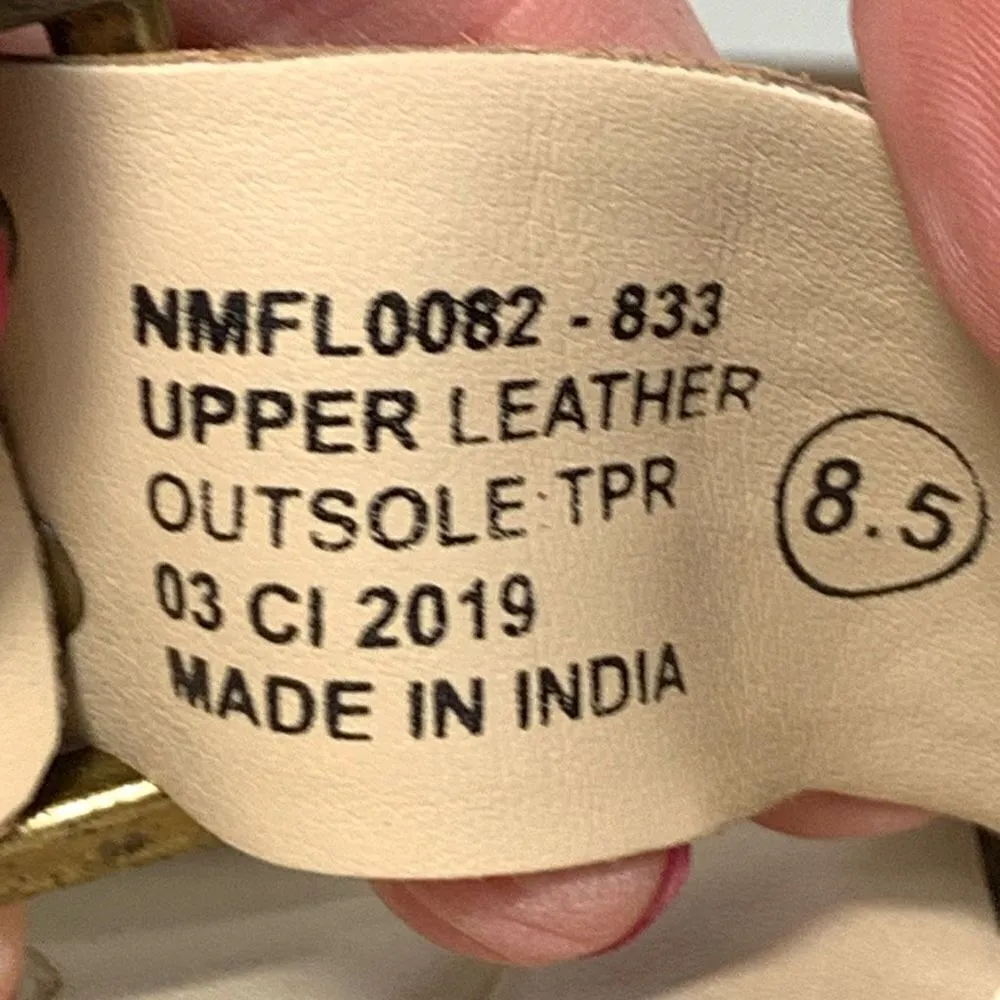 NMFL0082 - 833
UPPER LEATHER
OUTSOLE TPR
03 CI 2019
MADE IN INDIA
8.5